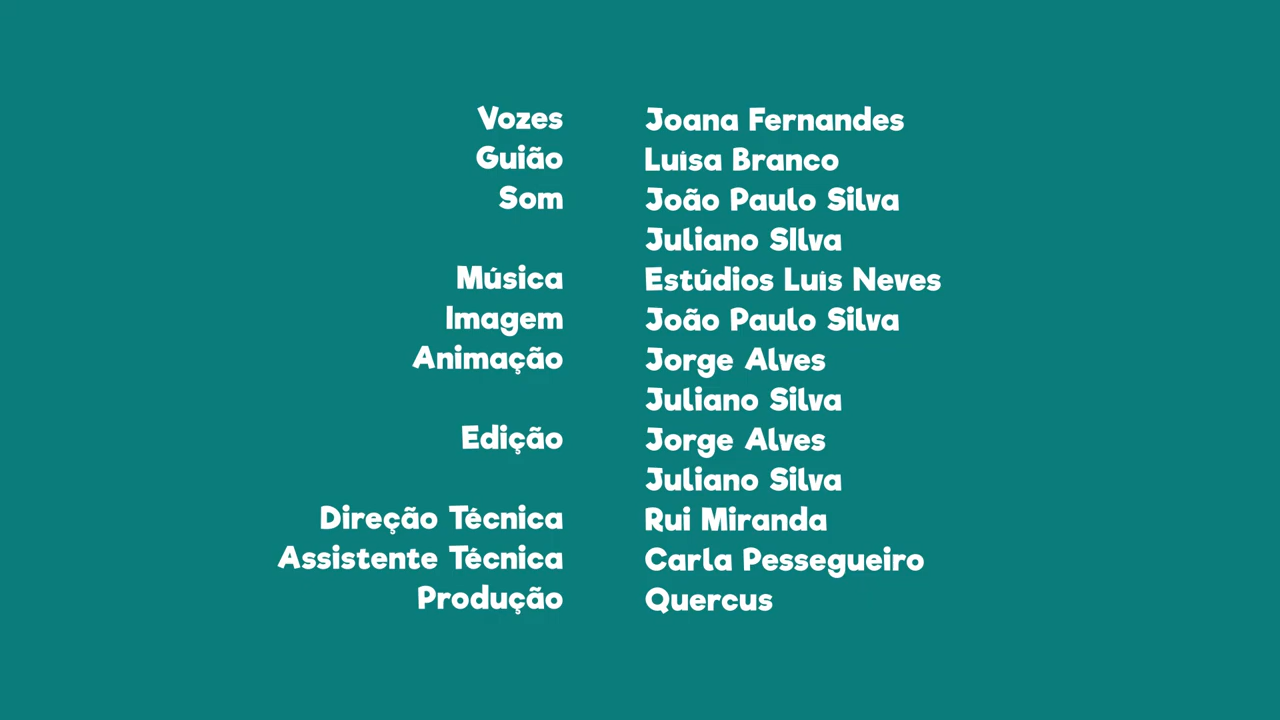 Vozes Joana Fernandes
Guião Luísa Branco
Som João Paulo Silva
Juliano SIlva
Música Estúdios Luís Neves
Imagem João Paulo Silva
Animação Jorge Alves
Juliano Silva
Edição Jorge Alves
Juliano Silva
Direção Técnica Rui Miranda
Assistente Técnica Carla Pessegueiro
Produção Quercus